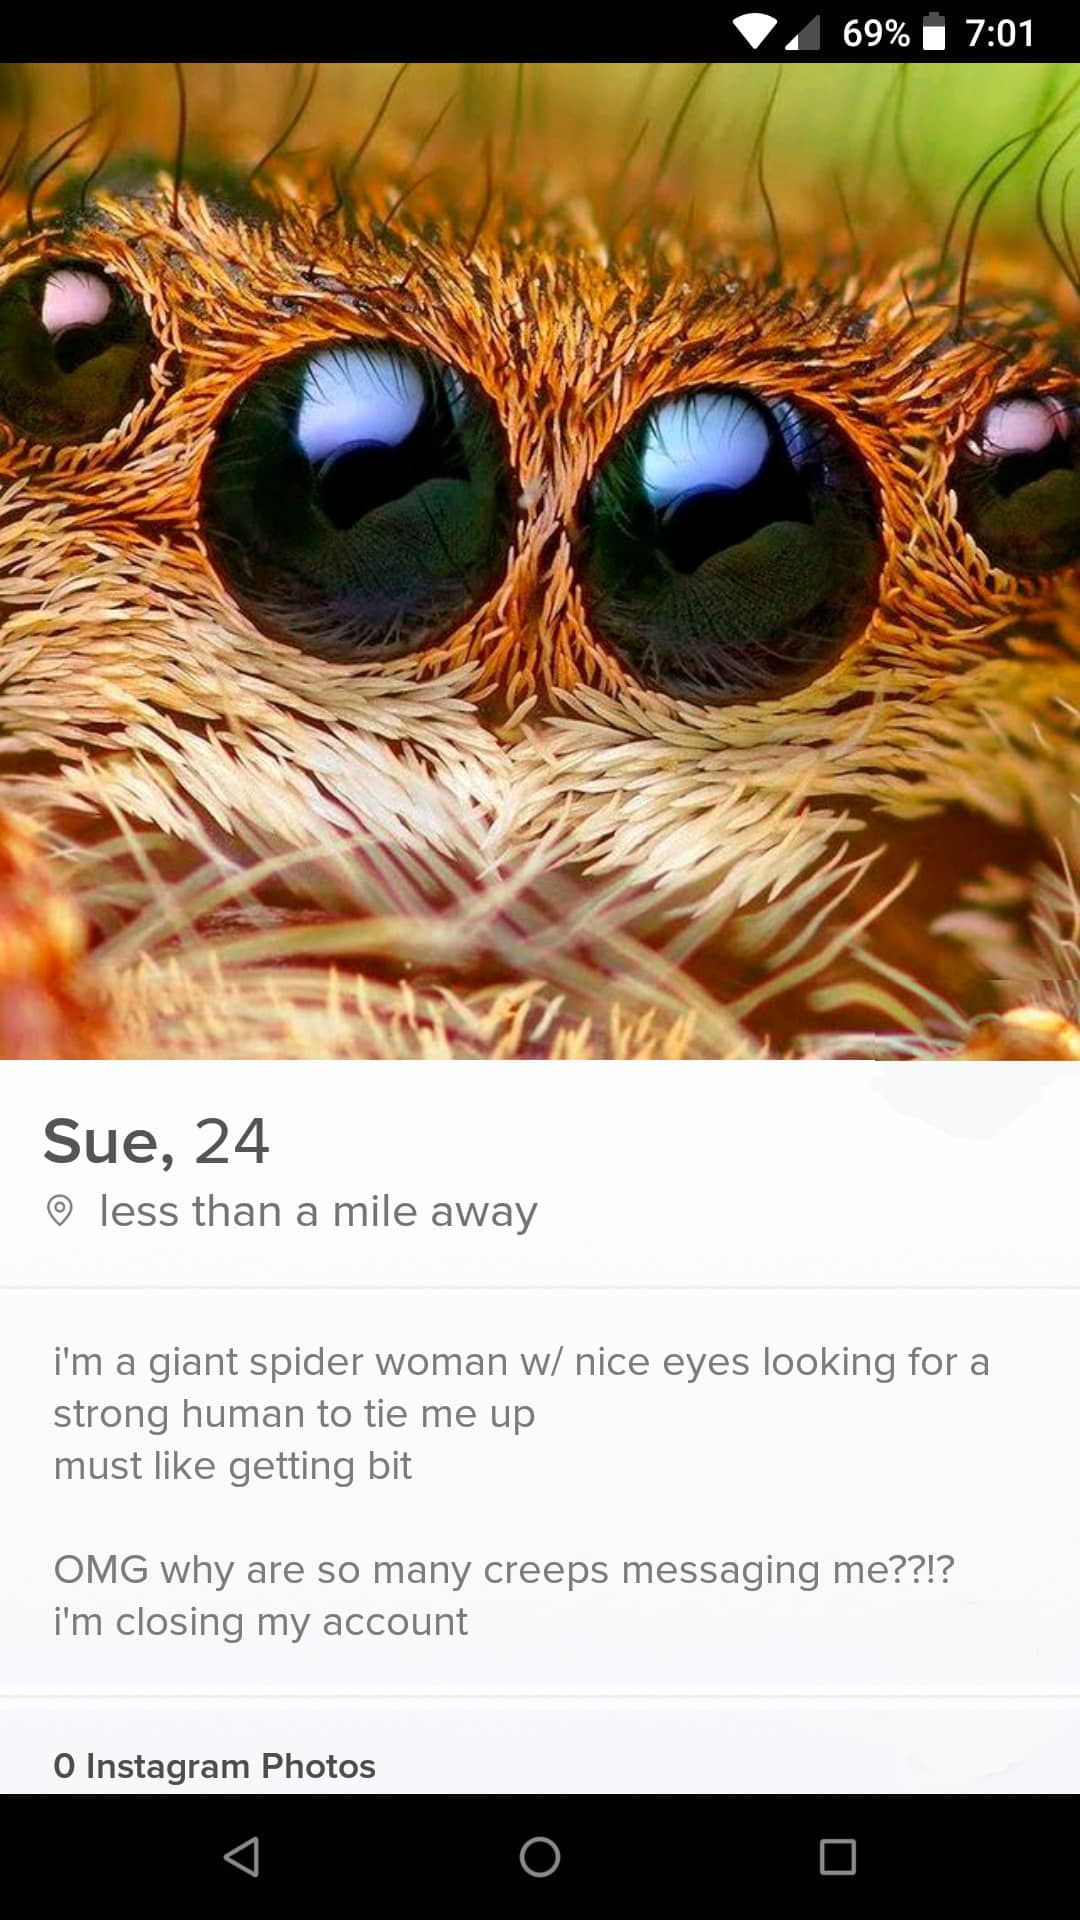 69% 7:01
Sue, 24
less than a mile away
i'm a giant spider woman w/ nice eyes looking for a
strong human to tie me up
must like getting bit
OMG why are so many creeps messaging me??!?
i'm closing my account
0 Instagram Photos